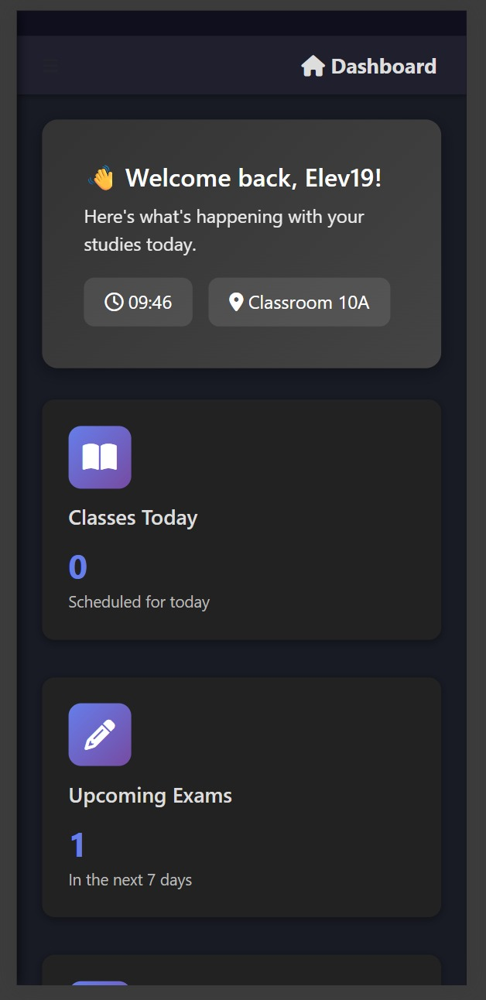 Dashboard
Welcome back, Elev19!
Here's what's happening with your
studies today.
09:46
Classroom 10A
Classes Today
0
Scheduled for today
Upcoming Exams
1
In the next 7 days